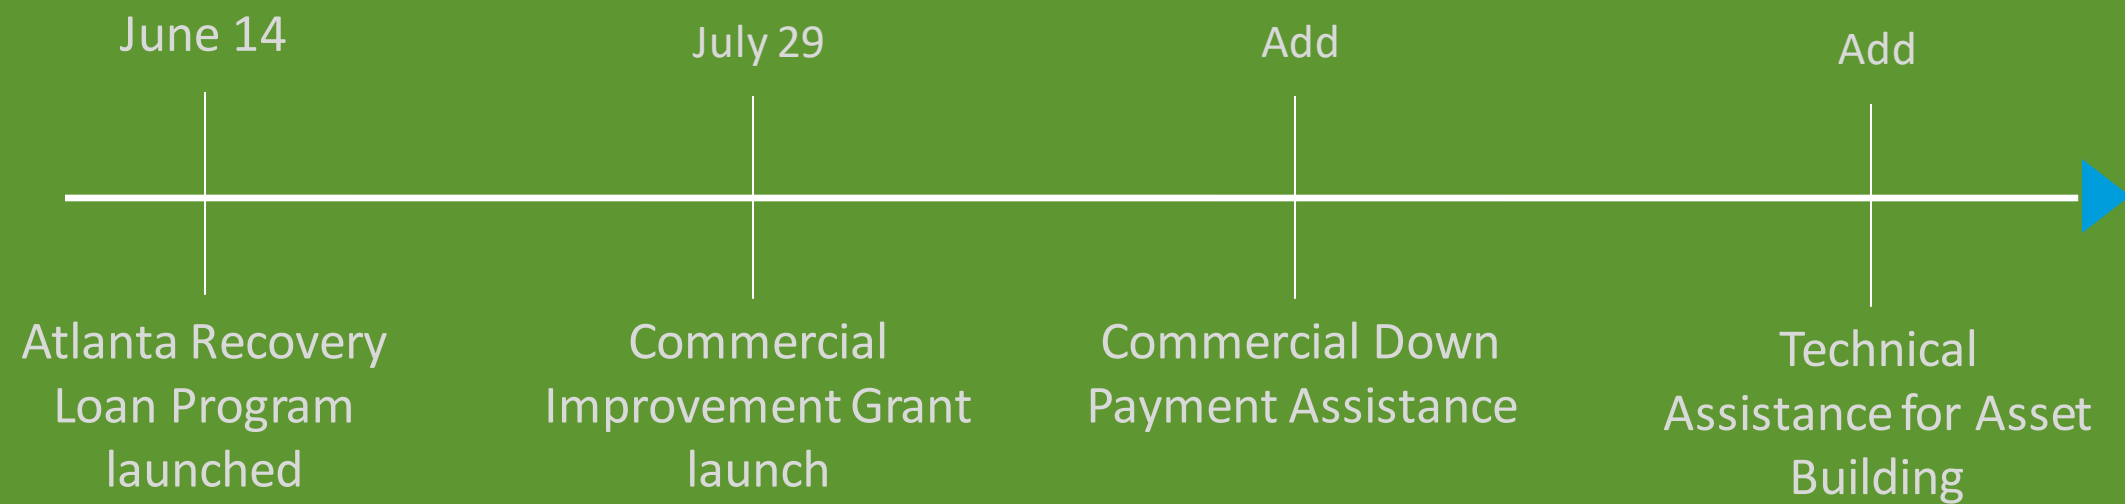 June 14
Atlanta Recovery
Loan Program
launched
July 29
Commercial
Improvement Grant
launch
Add
Commercial Down
Payment Assistance
Add
Technical
Assistance for Asset
Building